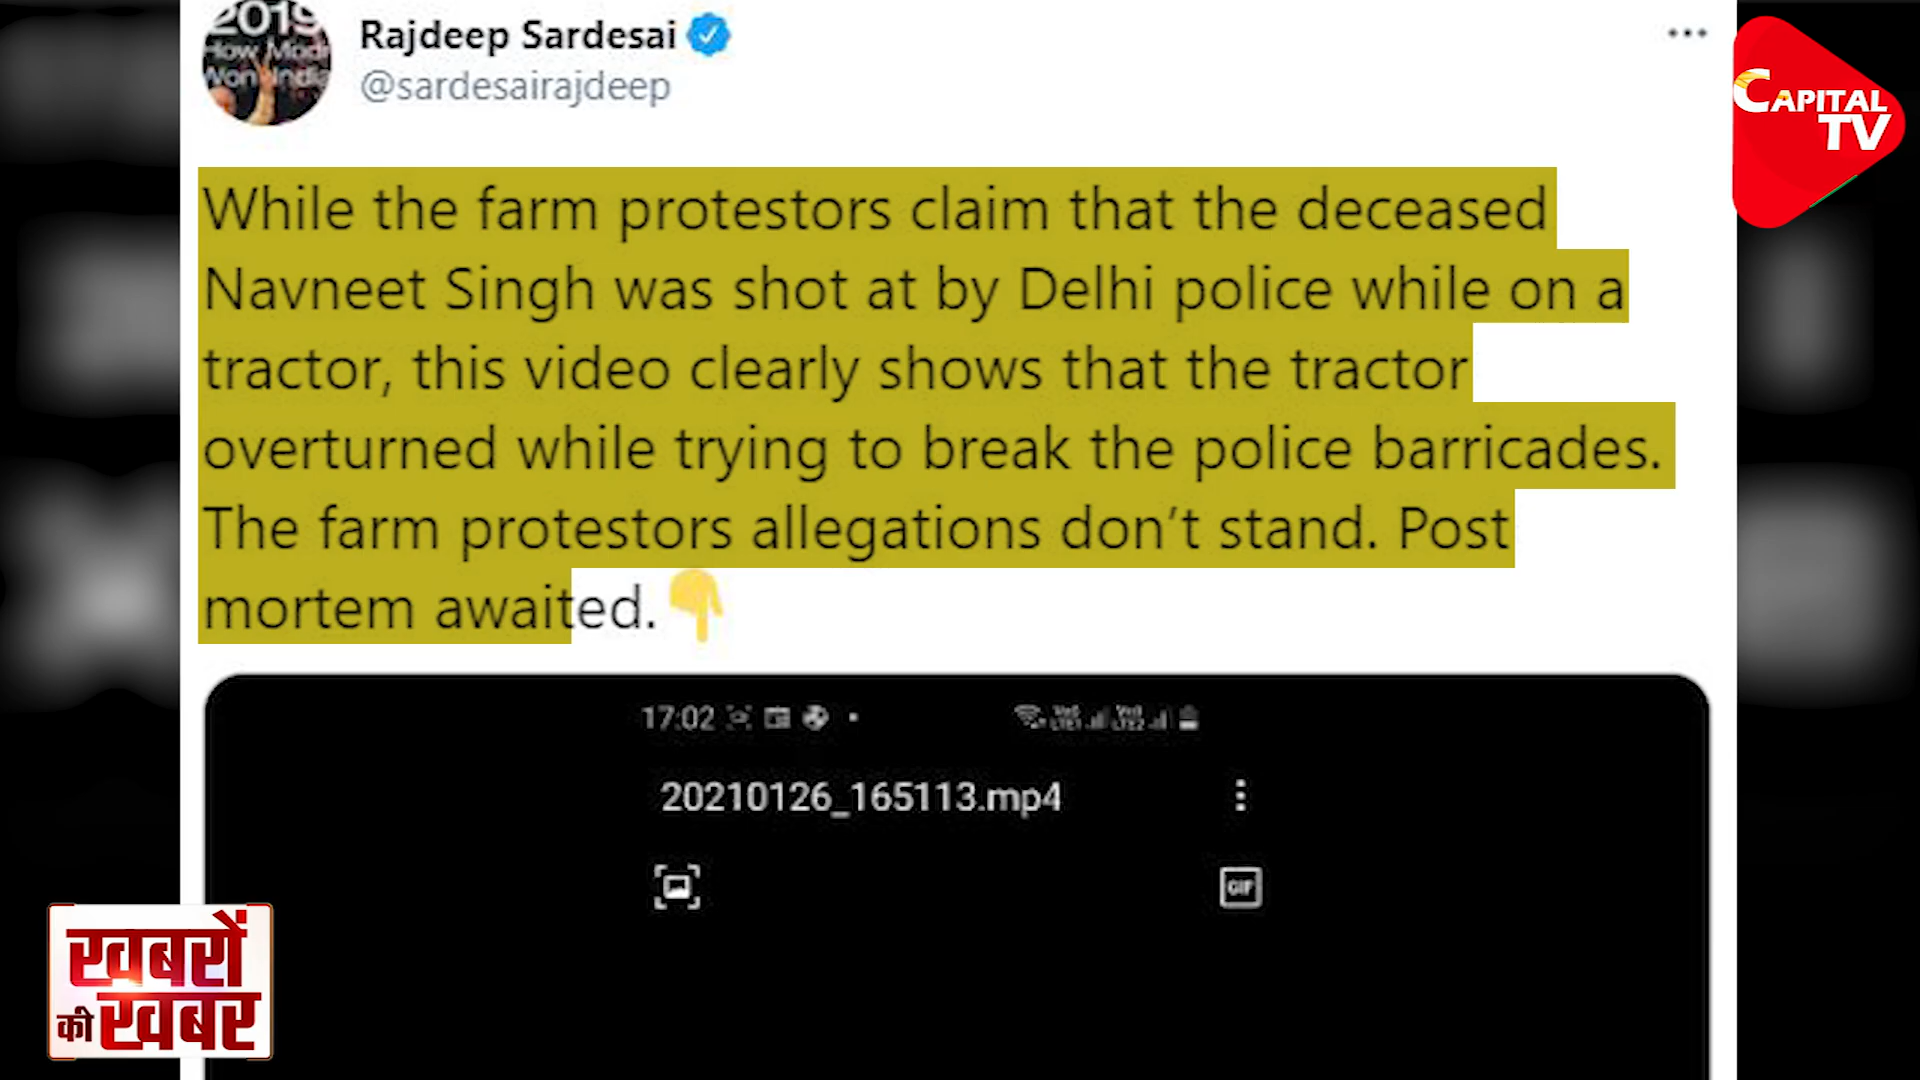 2019
How Modi
Won India
Rajdeep Sardesai
@sardesairajdeep
CAPITAL
TV
While the farm protestors claim that the deceased
Navneet Singh was shot at by Delhi police while on a
tractor, this video clearly shows that the tractor
overturned while trying to break the police barricades.
The farm protestors allegations don’t stand. Post
mortem awaited.
17:02
20210126_165113.mp4
GIF
खबरों
की खबर